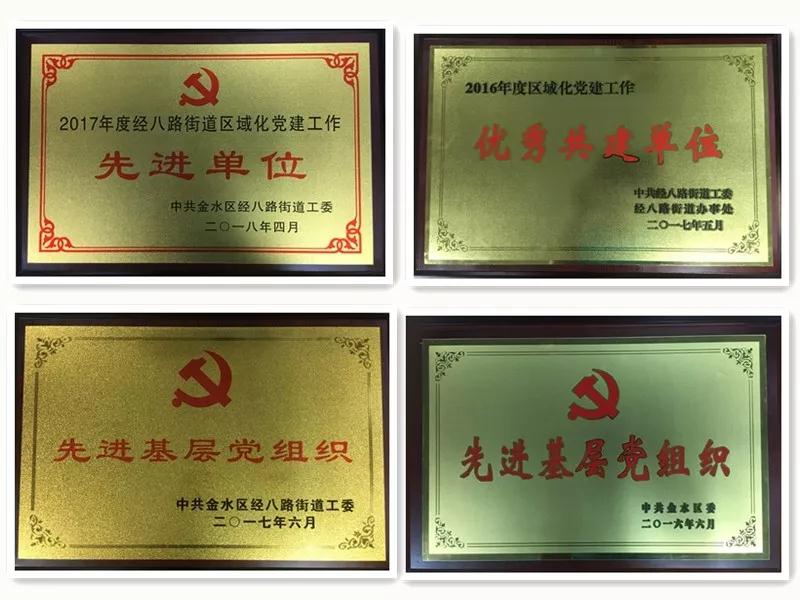 2017年度经八路街道区域化党建工作
先进单位
中共金水区经八路街道工委
二〇一八年四月
2016年度区域化党建工作
优秀共建单位
中共经八路街道工委
经八路街道办事处
二〇一七年五月
先进基层党组织
中共金水区经八路街道工委
二〇一七年六月
先进基层党组织
中共金水区委
二〇一六年六月